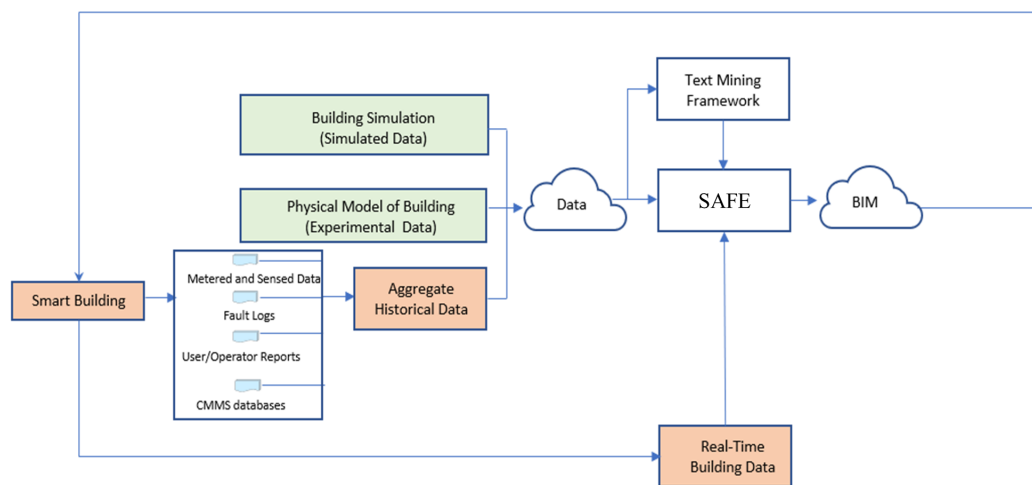 Text Mining
Framework
Building Simulation
(Simulated Data)
Physical Model of Building
(Experimental Data)
Data
SAFE
BIM
Smart Building
Metered and Sensed Data
Fault Logs
User/Operator Reports
CMMS databases
Aggregate
Historical Data
Real-Time
Building Data